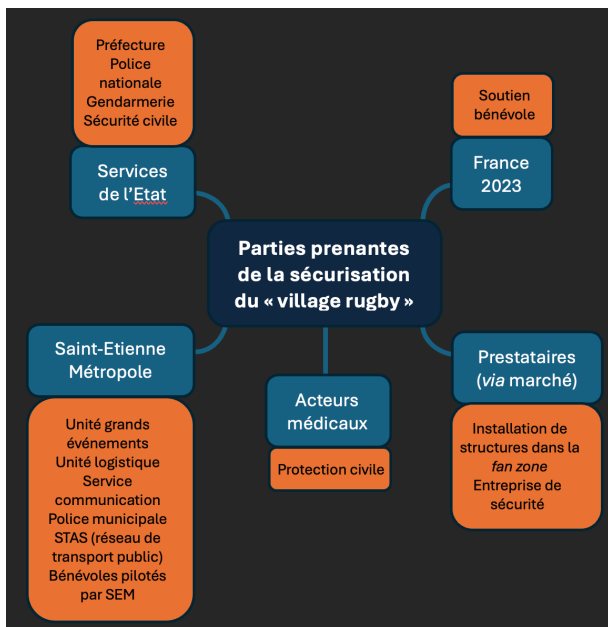 Préfecture
Police
nationale
Gendarmerie
Sécurité civile
Services
de l’Etat
Soutien
bénévole
France
2023
Parties prenantes
de la sécurisation
du « village rugby »
Saint-Etienne
Métropole
Unité grands
événements
Unité logistique
Service
communication
Police municipale
STAS (réseau de
transport public)
Bénévoles pilotés
par SEM
Acteurs
médicaux
Protection civile
Prestataires
(via marché)
Installation de
structures dans la
fan zone
Entreprise de
sécurité